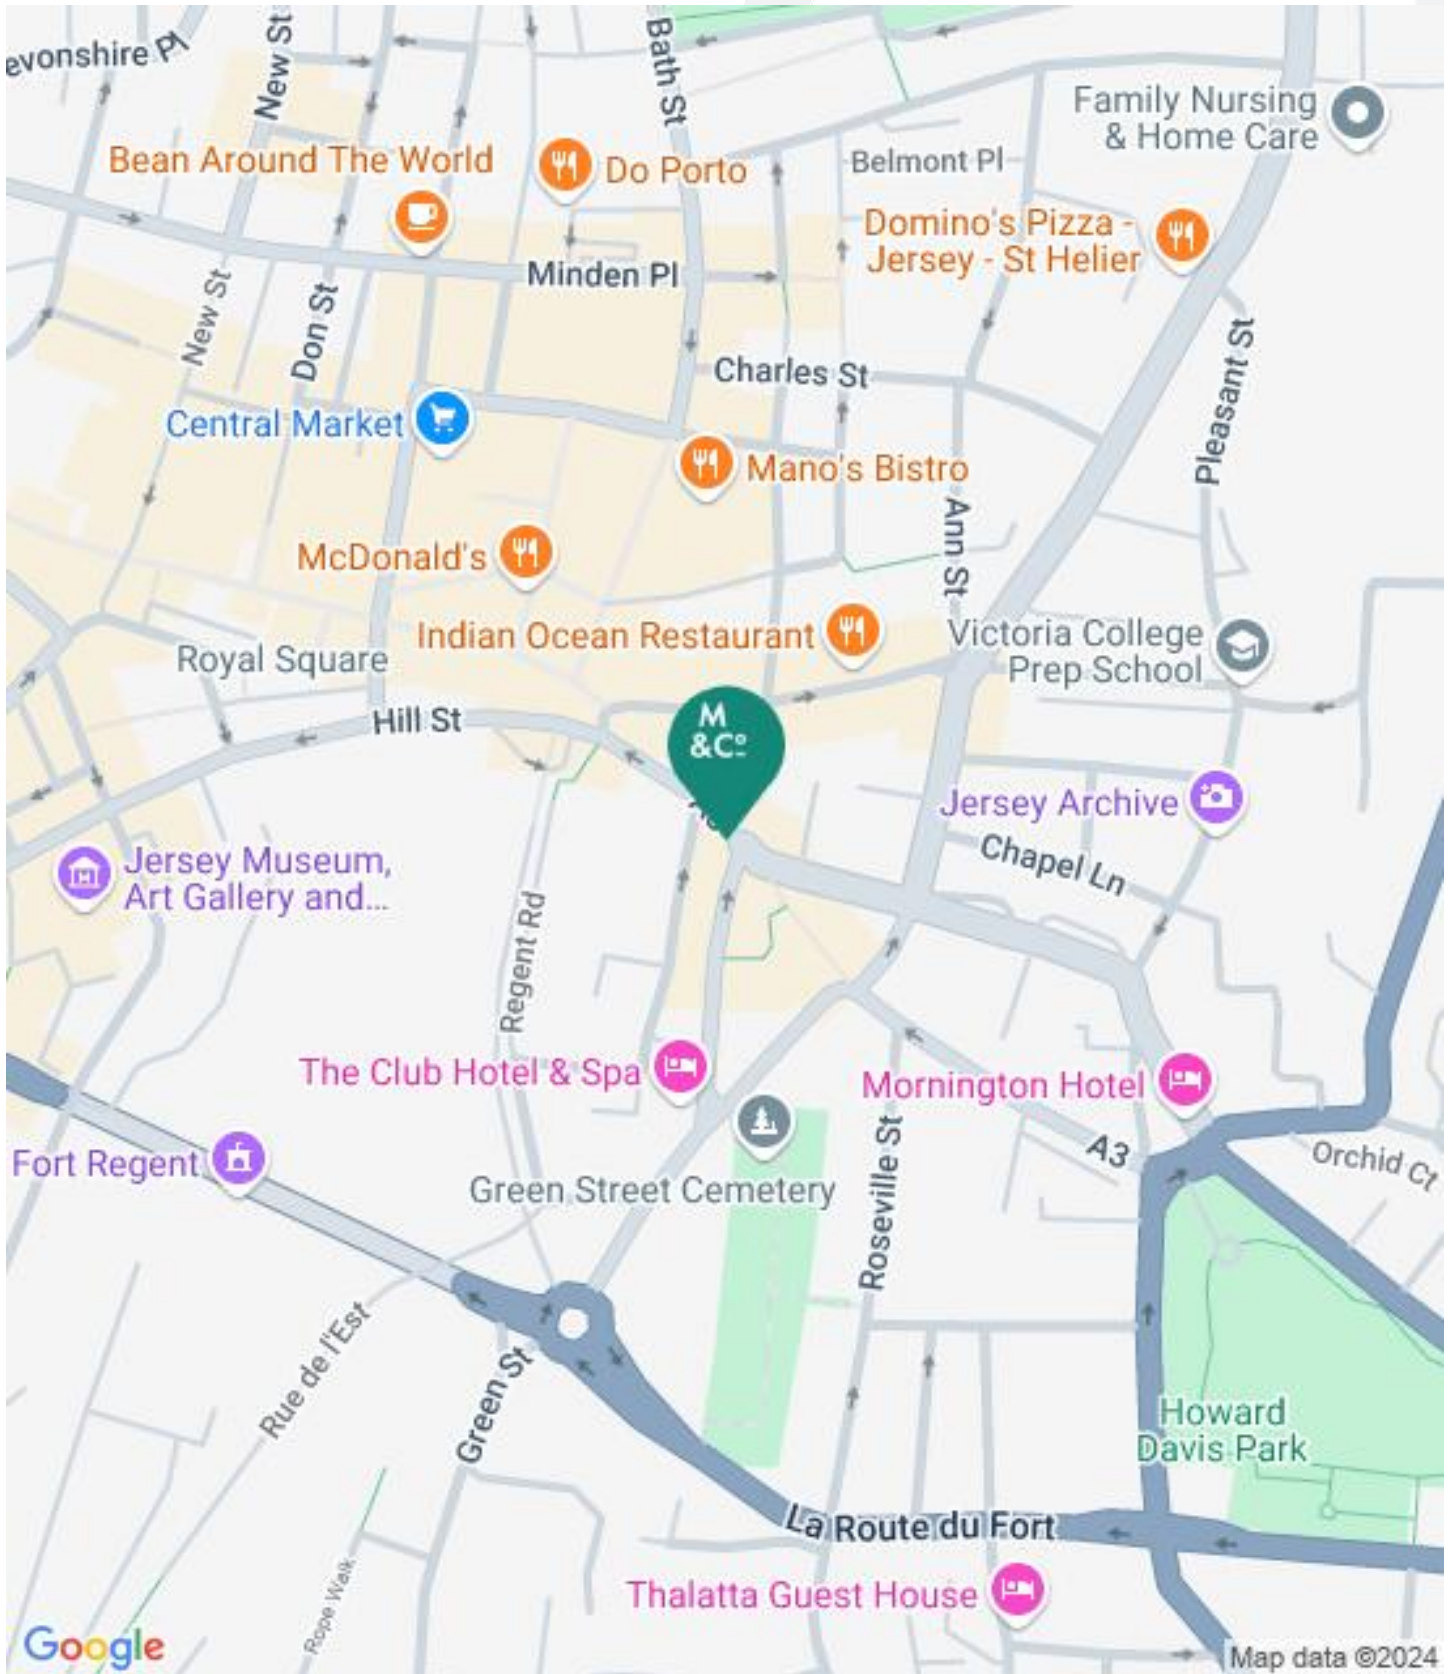 evonshire Pl
New St
Bath St
Family Nursing
& Home Care
Bean Around The World
Do Porto
Belmont Pl
Domino's Pizza -
Jersey - St Helier
Minden Pl
New St
Don St
Charles St
Pleasant St
Central Market
Mano's Bistro
Ann St
McDonald's
Indian Ocean Restaurant
Victoria College
Prep School
Royal Square
Hill St
M
&Cº
Jersey Archive
Chapel Ln
Jersey Museum,
Art Gallery and...
Regent Rd
The Club Hotel & Spa
Mornington Hotel
A3
Orchid Ct
Fort Regent
Green Street Cemetery
Roseville St
Rue de l'Est
Green St
Howard
Davis Park
La Route du Fort
Rope Walk
Thalatta Guest House
Google
Map data ©2024